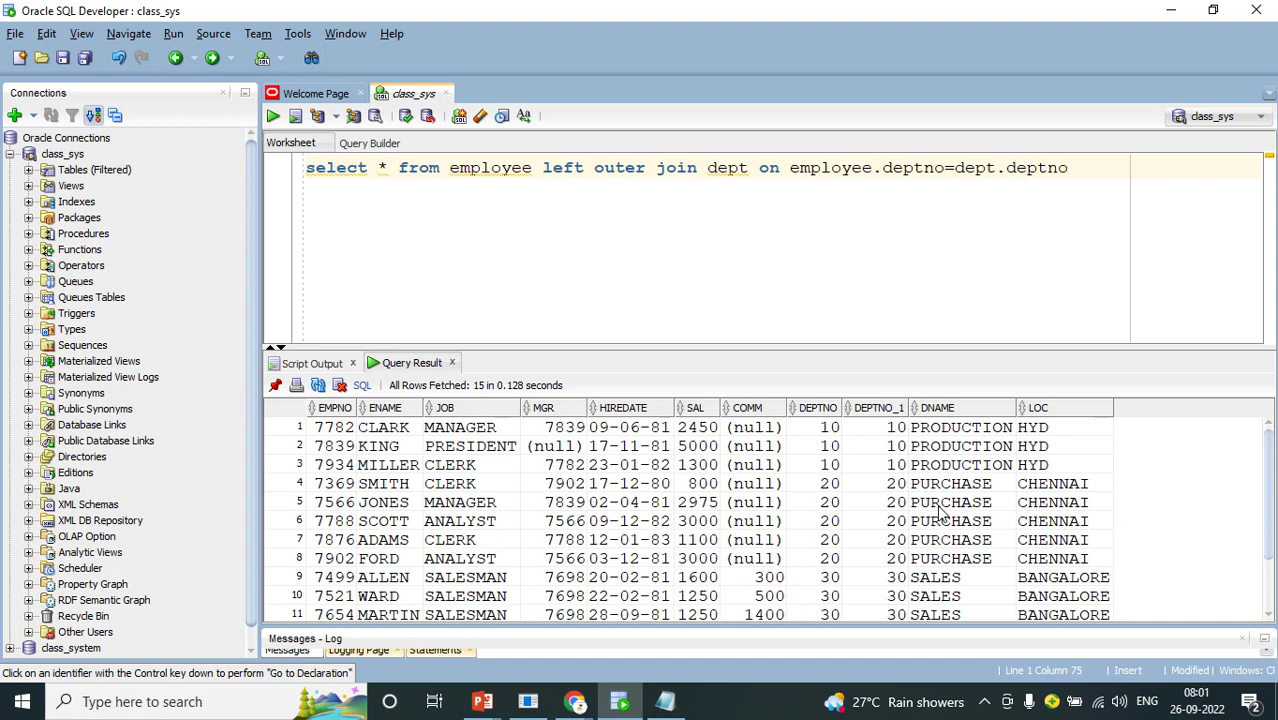 Oracle SQL Developer : class_sys
File Edit View Navigate Run Source Team Tools Window Help
Connections
Welcome Page
class_sys
class_sys
Worksheet Query Builder
select * from employee left outer join dept on employee.deptno=dept.deptno
Oracle Connections
class_sys
Tables (Filtered)
Views
Indexes
Packages
Procedures
Functions
Operators
Queues
Queues Tables
Triggers
Types
Sequences
Materialized Views
Materialized View Logs
Synonyms
Public Synonyms
Database Links
Public Database Links
Directories
Editions
Java
XML Schemas
XML DB Repository
OLAP Option
Analytic Views
Scheduler
Property Graph
RDF Semantic Graph
Recycle Bin
Other Users
class_system
Script Output Query Result
SQL All Rows Fetched: 15 in 0.128 seconds
EMPNO ENAME JOB MGR HIREDATE SAL COMM DEPTNO DEPTNO_1 DNAME LOC
1 7782 CLARK MANAGER 7839 09-06-81 2450 (null) 10 10 PRODUCTION HYD
2 7839 KING PRESIDENT (null) 17-11-81 5000 (null) 10 10 PRODUCTION HYD
3 7934 MILLER CLERK 7782 23-01-82 1300 (null) 10 10 PRODUCTION HYD
4 7369 SMITH CLERK 7902 17-12-80 800 (null) 20 20 PURCHASE CHENNAI
5 7566 JONES MANAGER 7839 02-04-81 2975 (null) 20 20 PURCHASE CHENNAI
6 7788 SCOTT ANALYST 7566 09-12-82 3000 (null) 20 20 PURCHASE CHENNAI
7 7876 ADAMS CLERK 7788 12-01-83 1100 (null) 20 20 PURCHASE CHENNAI
8 7902 FORD ANALYST 7566 03-12-81 3000 (null) 20 20 PURCHASE CHENNAI
9 7499 ALLEN SALESMAN 7698 20-02-81 1600 300 30 30 SALES BANGALORE
10 7521 WARD SALESMAN 7698 22-02-81 1250 500 30 30 SALES BANGALORE
11 7654 MARTIN SALESMAN 7698 28-09-81 1250 1400 30 30 SALES BANGALORE
Messages - Log
Messages Logging Page Statements
Click on an identifier with the Control key down to perform "Go to Declaration"
Line 1 Column 75 Insert Modified Windows: CF
Type here to search
27°C Rain showers
ENG
08:01
26-09-2022
2